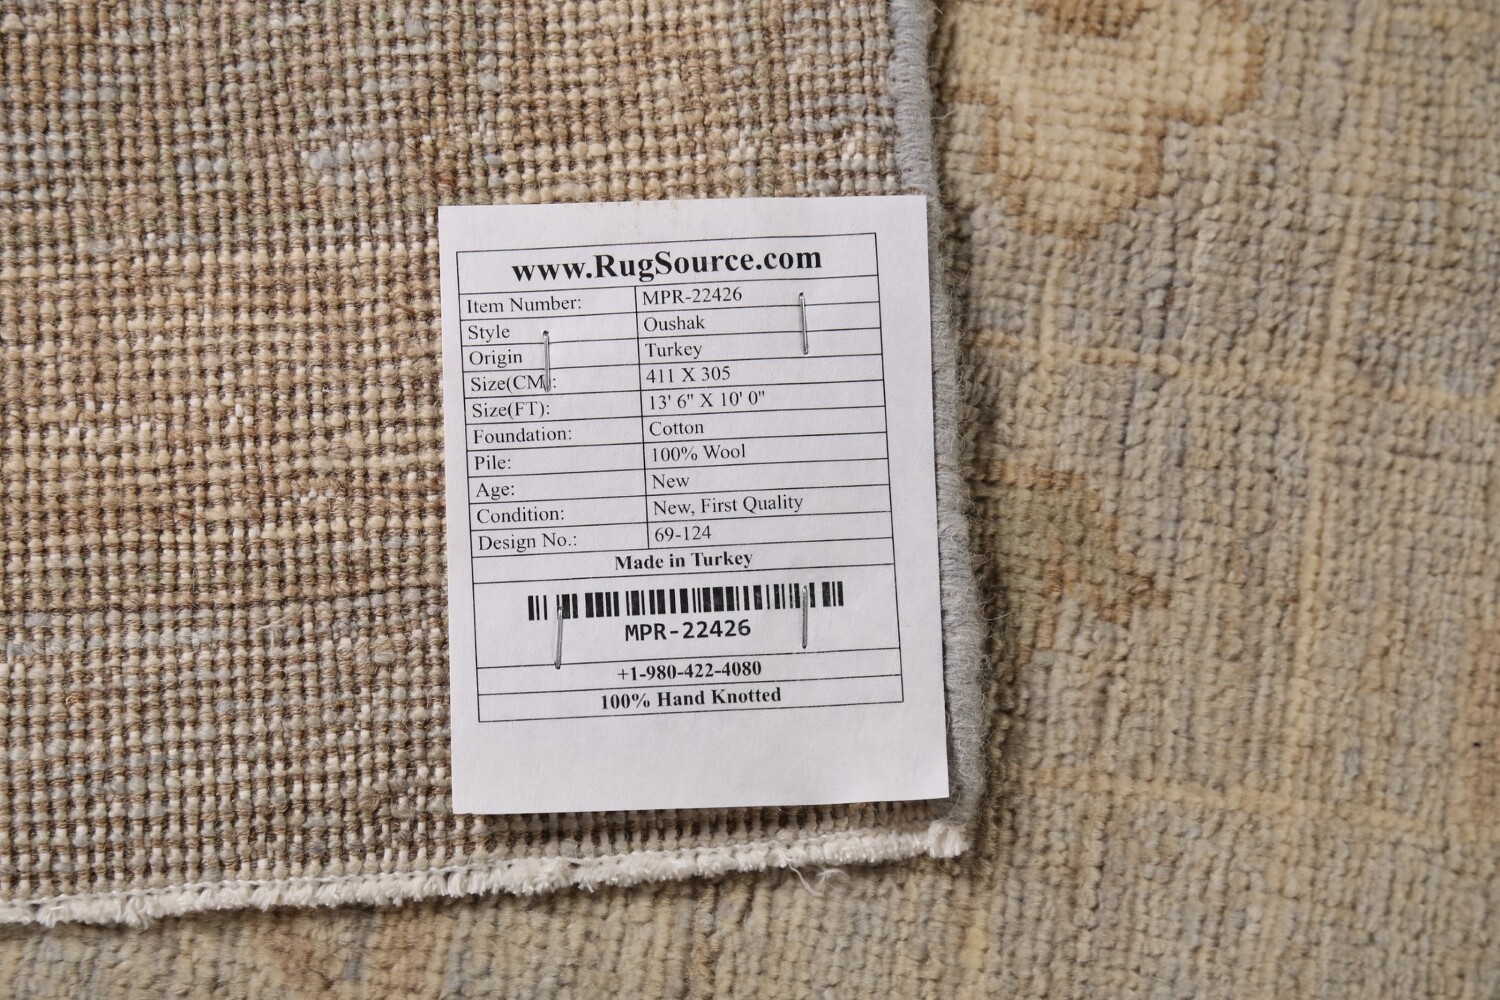 www.RugSource.com
Item Number: MPR-22426
Style Oushak
Origin Turkey
Size(CM): 411 X 305
Size(FT): 13' 6" X 10' 0"
Foundation: Cotton
Pile: 100% Wool
Age: New
Condition: New, First Quality
Design No.: 69-124
Made in Turkey
MPR-22426
+1-980-422-4080
100% Hand Knotted